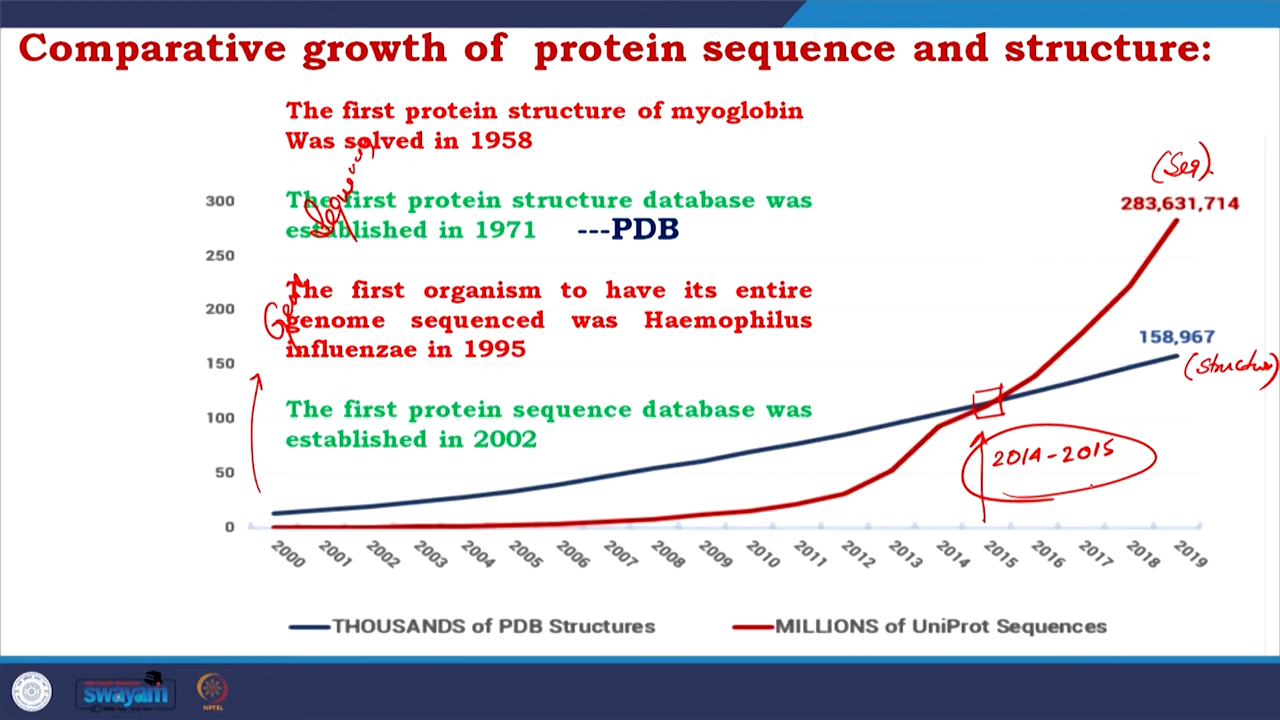 Comparative growth of protein sequence and structure:
The first protein structure of myoglobin
Was solved in 1958
The first protein structure database was
established in 1971 ---PDB
The first organism to have its entire
genome sequenced was Haemophilus
influenzae in 1995
The first protein sequence database was
established in 2002
(Seq).
283,631,714
158,967
(Structure)
2014-2015
300
250
200
150
100
50
0
2000 2001 2002 2003 2004 2005 2006 2007 2008 2009 2010 2011 2012 2013 2014 2015 2016 2017 2018 2019
THOUSANDS of PDB Structures MILLIONS of UniProt Sequences
swayam
NPTEL